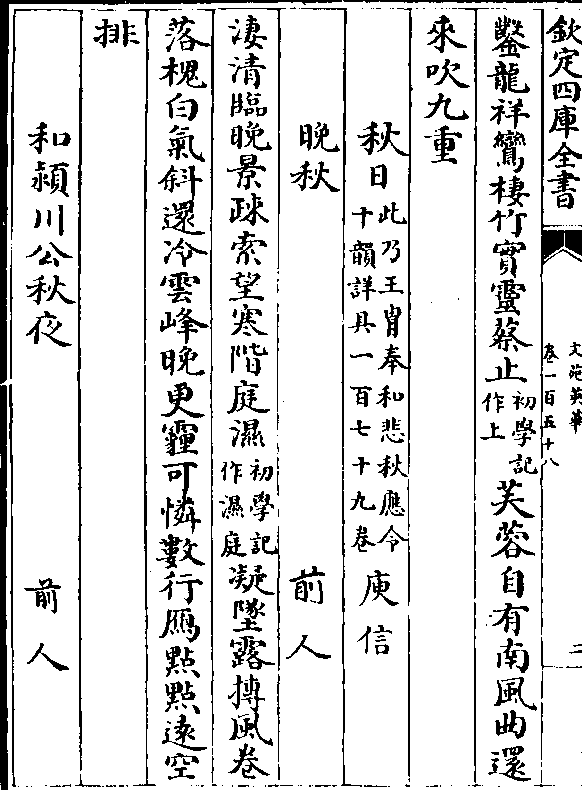 欽定四庫全書
文苑英華
卷一百五十八
二
鑿龍祥鸞棲竹實靈蔡止初學記作上芙蓉自有南風曲還
來吹九重
秋日此乃王胄奉和悲秋應令十韻詳具一百七十九卷庾信
晚秋 前人
淒清臨晚景疎索望寒階庭濕初學記作濕庭凝墜露摶風卷
落槐白氣斜還冷雲峰晚更霾可憐數行鴈點點遠空
排
和潁川公秋夜 前人